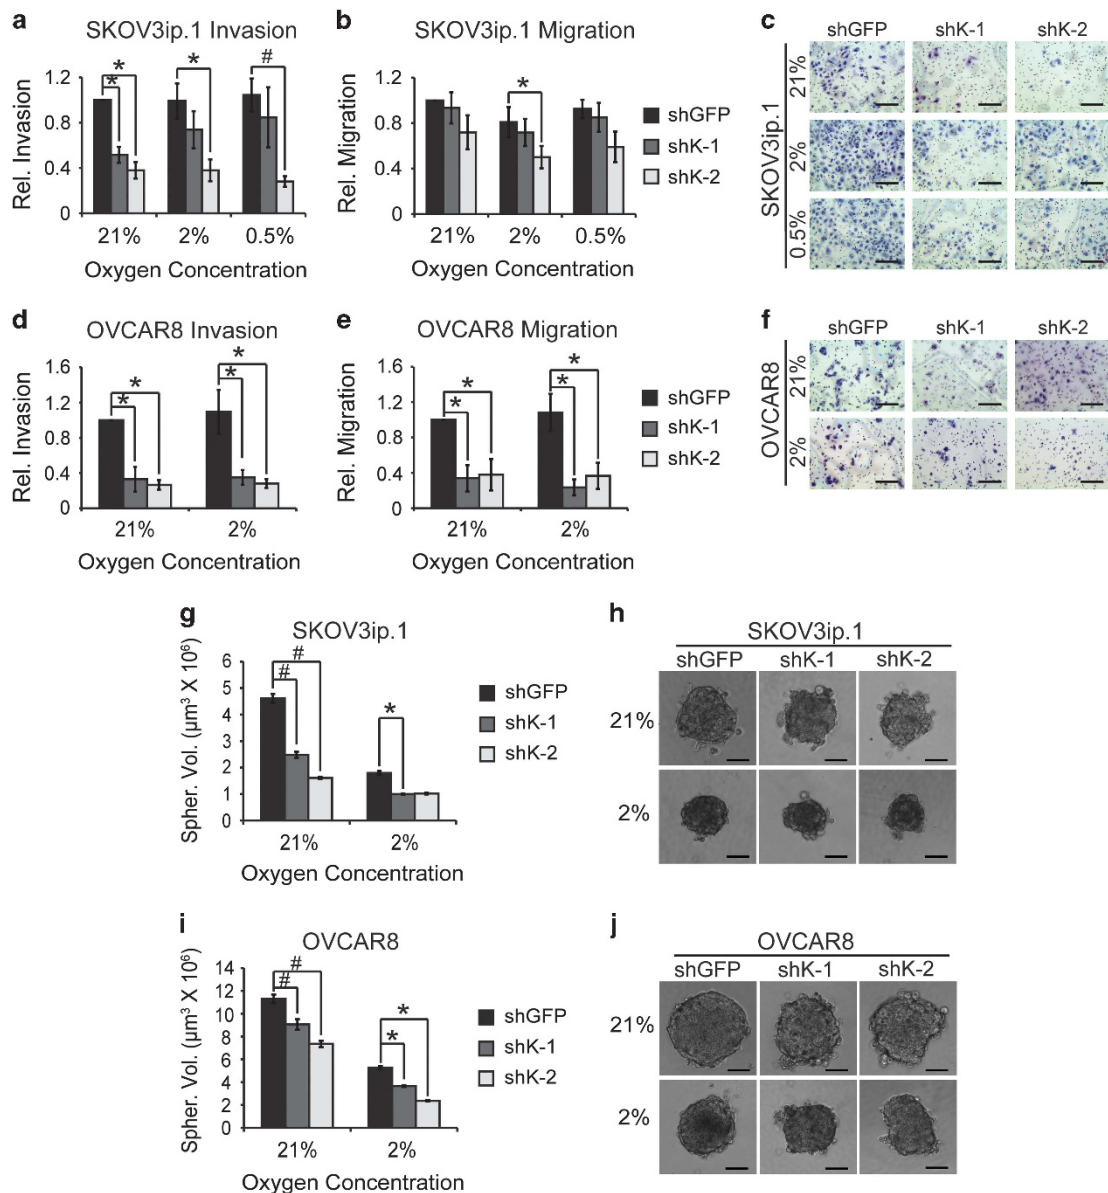 a SKOV3ip.1 Invasion
Rel. Invasion
1.2
0.8
0.4
0
* * * #
21% 2% 0.5%
Oxygen Concentration
b SKOV3ip.1 Migration
Rel. Migration
1.2
0.8
0.4
0
*
21% 2% 0.5%
Oxygen Concentration
shGFP
shK-1
shK-2
c
shGFP shK-1 shK-2
SKOV3ip.1
21%
2%
0.5%
d OVCAR8 Invasion
Rel. Invasion
1.6
1.2
0.8
0.4
0
* * * *
21% 2%
Oxygen Concentration
e OVCAR8 Migration
Rel. Migration
1.6
1.2
0.8
0.4
0
* * * *
21% 2%
Oxygen Concentration
shGFP
shK-1
shK-2
f
shGFP shK-1 shK-2
OVCAR8
21%
2%
g SKOV3ip.1
Spher. Vol. (µm³ X 10⁶)
6
5
4
3
2
1
0
# # *
21% 2%
Oxygen Concentration
shGFP
shK-1
shK-2
h SKOV3ip.1
shGFP shK-1 shK-2
21%
2%
i OVCAR8
Spher. Vol. (µm³ X 10⁶)
14
12
10
8
6
4
2
0
# # * *
21% 2%
Oxygen Concentration
shGFP
shK-1
shK-2
j OVCAR8
shGFP shK-1 shK-2
21%
2%